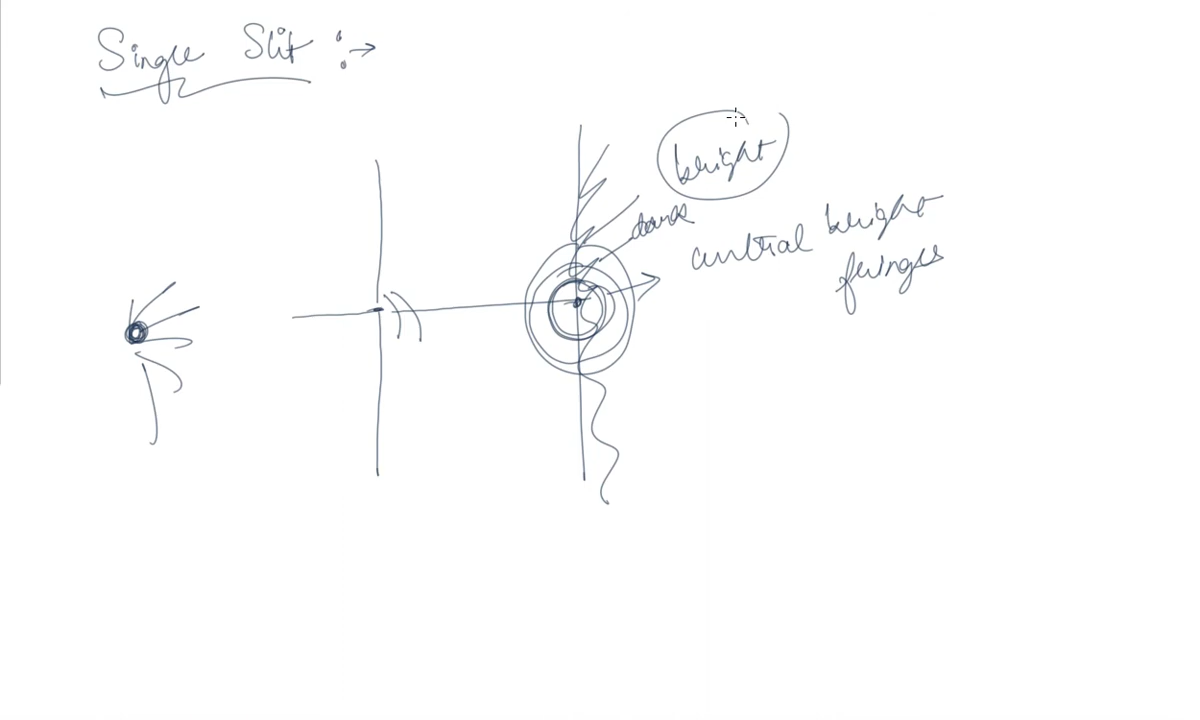 Single Slit :→
bright
dark
central bright
fringes